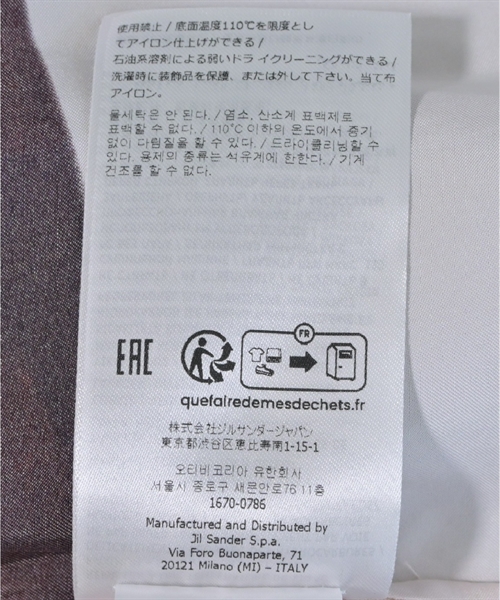 使用禁止 / 底面温度110℃を限度とし
てアイロン仕上げができる /
石油系溶剤による弱いドライクリーニングができる /
洗濯時に装飾品を保護、または外して下さい。当て布
アイロン。
물세탁은 안 된다. / 염소, 산소계 표백제로
표백할 수 없다. / 110℃ 이하의 온도에서 증기
없이 다림질을 할 수 있다. / 드라이클리닝할 수
있다. 용제의 종류는 석유계에 한한다. / 기계
건조를 할 수 없다.
EAC
FR
quefairedemesdechets.fr
株式会社ジルサンダージャパン
東京都渋谷区恵比寿南1-15-1
오티비코리아 유한회사
서울시 종로구 새문안로76 11층
1670-0786
Manufactured and Distributed by
Jil Sander S.p.a.
Via Foro Buonaparte, 71
20121 Milano (MI) – ITALY